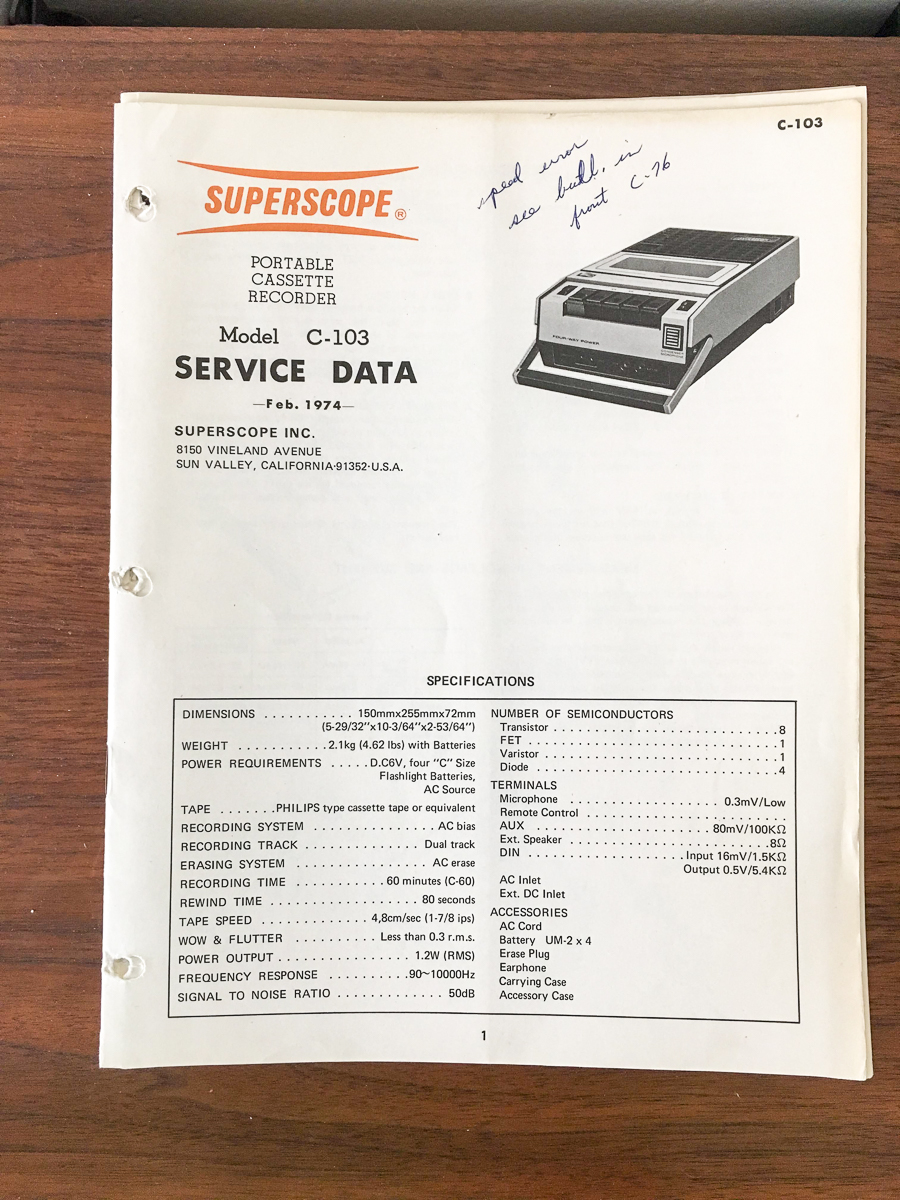 C-103
speed error
see bull. in
front C-76
SUPERSCOPE®
PORTABLE
CASSETTE
RECORDER
Model C-103
SERVICE DATA
—Feb. 1974—
SUPERSCOPE INC.
8150 VINELAND AVENUE
SUN VALLEY, CALIFORNIA·91352·U.S.A.
FOUR-WAY POWER
SPECIFICATIONS
DIMENSIONS . . . . . . . . . . . 150mmx255mmx72mm
(5-29/32"x10-3/64"x2-53/64")
WEIGHT . . . . . . . . . . . 2.1kg (4.62 lbs) with Batteries
POWER REQUIREMENTS . . . . . D.C6V, four "C" Size
Flashlight Batteries,
AC Source
TAPE . . . . . . . PHILIPS type cassette tape or equivalent
RECORDING SYSTEM . . . . . . . . . . . . . . AC bias
RECORDING TRACK . . . . . . . . . . . . . Dual track
ERASING SYSTEM . . . . . . . . . . . . . . . AC erase
RECORDING TIME . . . . . . . . . . . 60 minutes (C-60)
REWIND TIME . . . . . . . . . . . . . . . . . . . 80 seconds
TAPE SPEED . . . . . . . . . . . . . 4,8cm/sec (1-7/8 ips)
WOW & FLUTTER . . . . . . . . . . Less than 0.3 r.m.s.
POWER OUTPUT . . . . . . . . . . . . . . . . 1.2W (RMS)
FREQUENCY RESPONSE . . . . . . . . . . 90~10000Hz
SIGNAL TO NOISE RATIO . . . . . . . . . . . . . 50dB
NUMBER OF SEMICONDUCTORS
Transistor . . . . . . . . . . . . . . . . . . . . . . . . . . . . 8
FET . . . . . . . . . . . . . . . . . . . . . . . . . . . . . . . 1
Varistor . . . . . . . . . . . . . . . . . . . . . . . . . . . . . 1
Diode . . . . . . . . . . . . . . . . . . . . . . . . . . . . . . 4
TERMINALS
Microphone . . . . . . . . . . . . . . . . . . . 0.3mV/Low
Remote Control . . . . . . . . . . . . . . . . . . . . . . . . .
AUX . . . . . . . . . . . . . . . . . . . . . . 80mV/100KΩ
Ext. Speaker . . . . . . . . . . . . . . . . . . . . . . . . . 8Ω
DIN . . . . . . . . . . . . . . . . . . . Input 16mV/1.5KΩ
Output 0.5V/5.4KΩ
AC Inlet
Ext. DC Inlet
ACCESSORIES
AC Cord
Battery UM-2 x 4
Erase Plug
Earphone
Carrying Case
Accessory Case
1